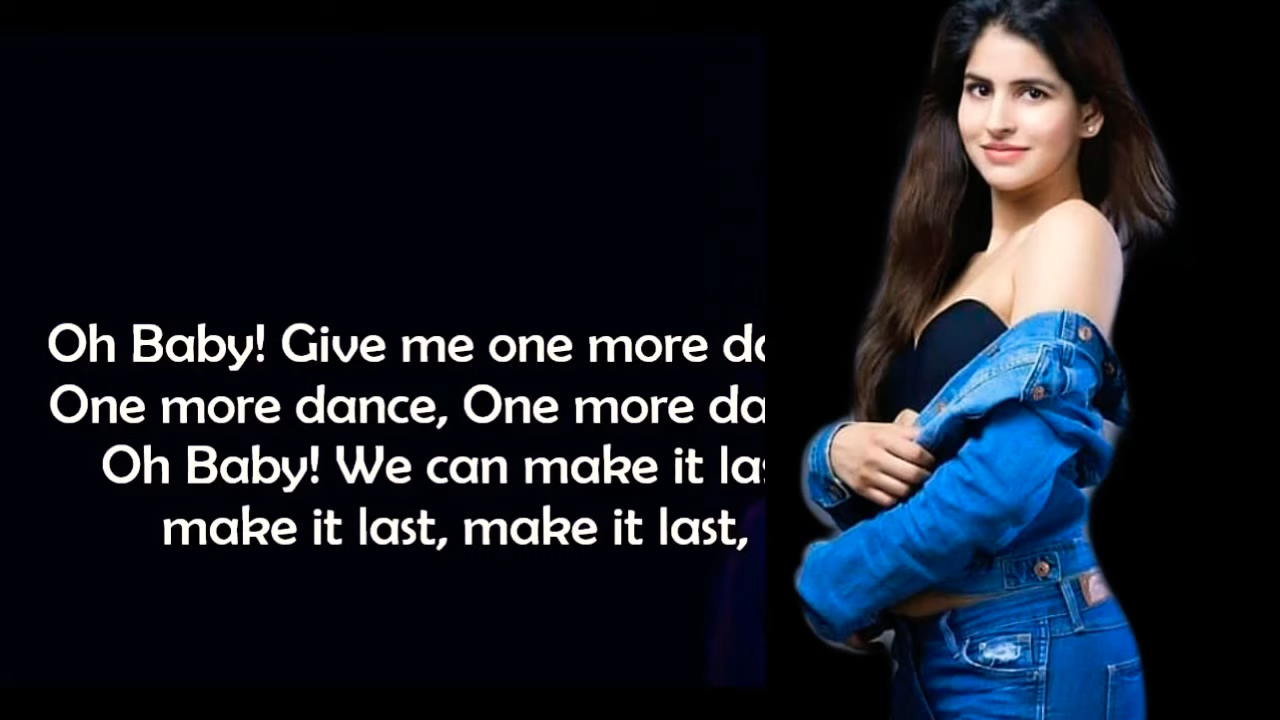 Oh Baby! Give me one more
One more dance, One more
Oh Baby! We can make it
make it last, make it last,